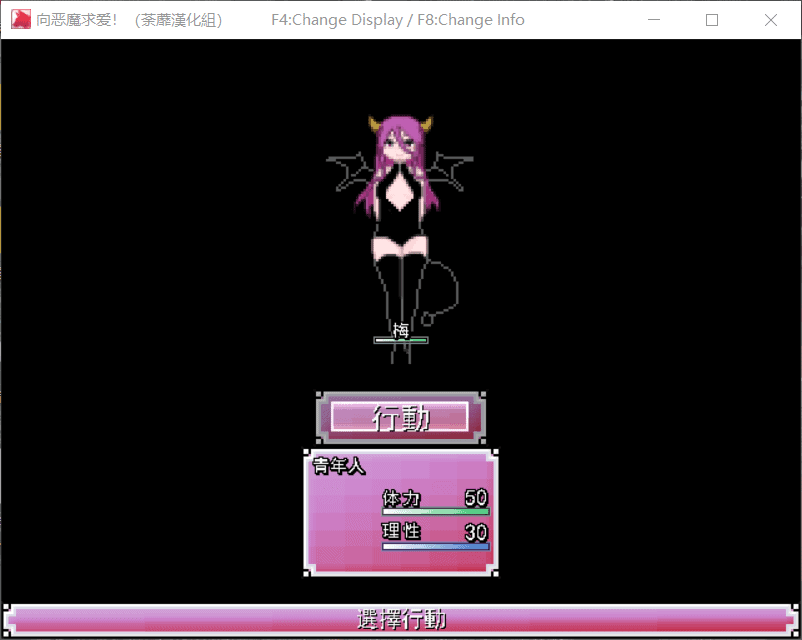 向恶魔求爱！（荼蘼漢化組） F4:Change Display / F8:Change Info
梅
行動
青年人
体力 50
理性 30
選擇行動